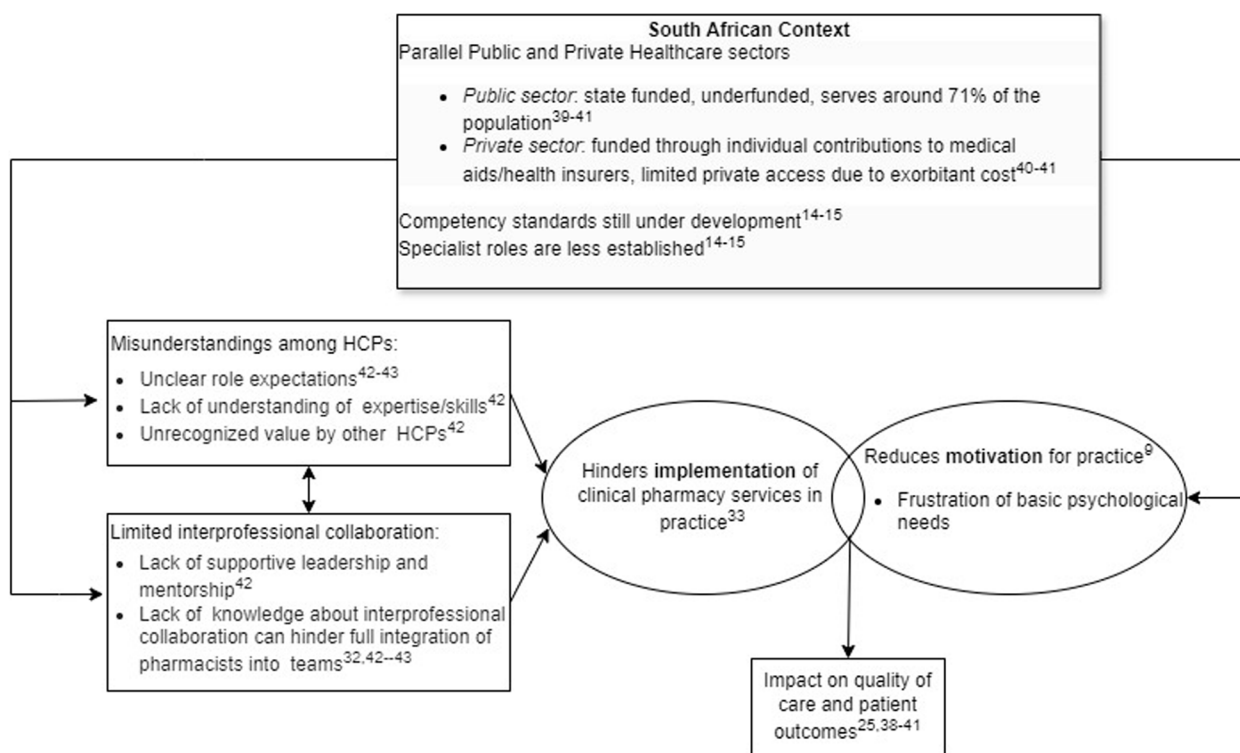 South African Context
Parallel Public and Private Healthcare sectors
• Public sector: state funded, underfunded, serves around 71% of the
population39-41
• Private sector: funded through individual contributions to medical
aids/health insurers, limited private access due to exorbitant cost40-41
Competency standards still under development14-15
Specialist roles are less established14-15
Misunderstandings among HCPs:
• Unclear role expectations42-43
• Lack of understanding of expertise/skills42
• Unrecognized value by other HCPs42
Limited interprofessional collaboration:
• Lack of supportive leadership and
mentorship42
• Lack of knowledge about interprofessional
collaboration can hinder full integration of
pharmacists into teams32,42--43
Hinders implementation of
clinical pharmacy services in
practice33
Reduces motivation for practice9
• Frustration of basic psychological
needs
Impact on quality of
care and patient
outcomes25,38-41